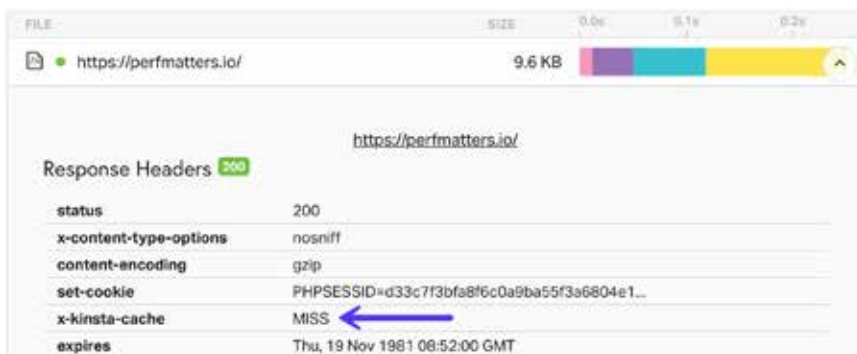 FILE SIZE 0.0s 0.1s 0.2s
https://perfmatters.io/ 9.6 KB
https://perfmatters.io/
Response Headers 200
status 200
x-content-type-options nosniff
content-encoding gzip
set-cookie PHPSESSID=d33c7f3bfa8f6c0a9ba55f3a6804e1...
x-kinsta-cache MISS
expires Thu, 19 Nov 1981 08:52:00 GMT